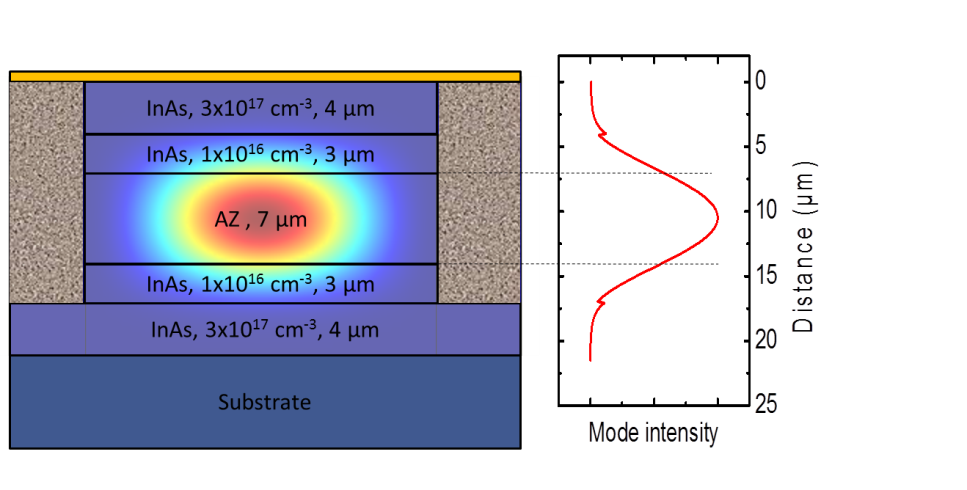 InAs, 3x10¹⁷ cm⁻³, 4 µm
InAs, 1x10¹⁶ cm⁻³, 3 µm
AZ , 7 µm
InAs, 1x10¹⁶ cm⁻³, 3 µm
InAs, 3x10¹⁷ cm⁻³, 4 µm
Substrate
0
5
10
15
20
25
Distance (µm)
Mode intensity